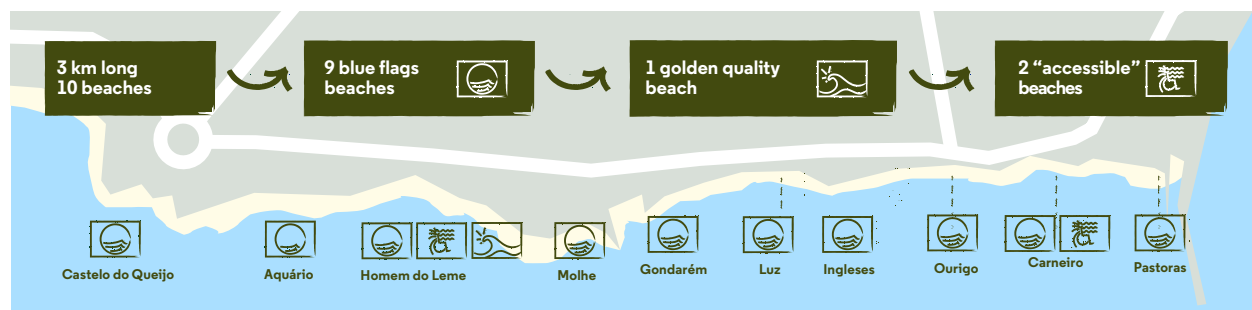 3 km long
10 beaches
9 blue flags
beaches
1 golden quality
beach
2 “accessible”
beaches
Castelo do Queijo
Aquário
Homem do Leme
Molhe
Gondarém
Luz
Ingleses
Ourigo
Carneiro
Pastoras